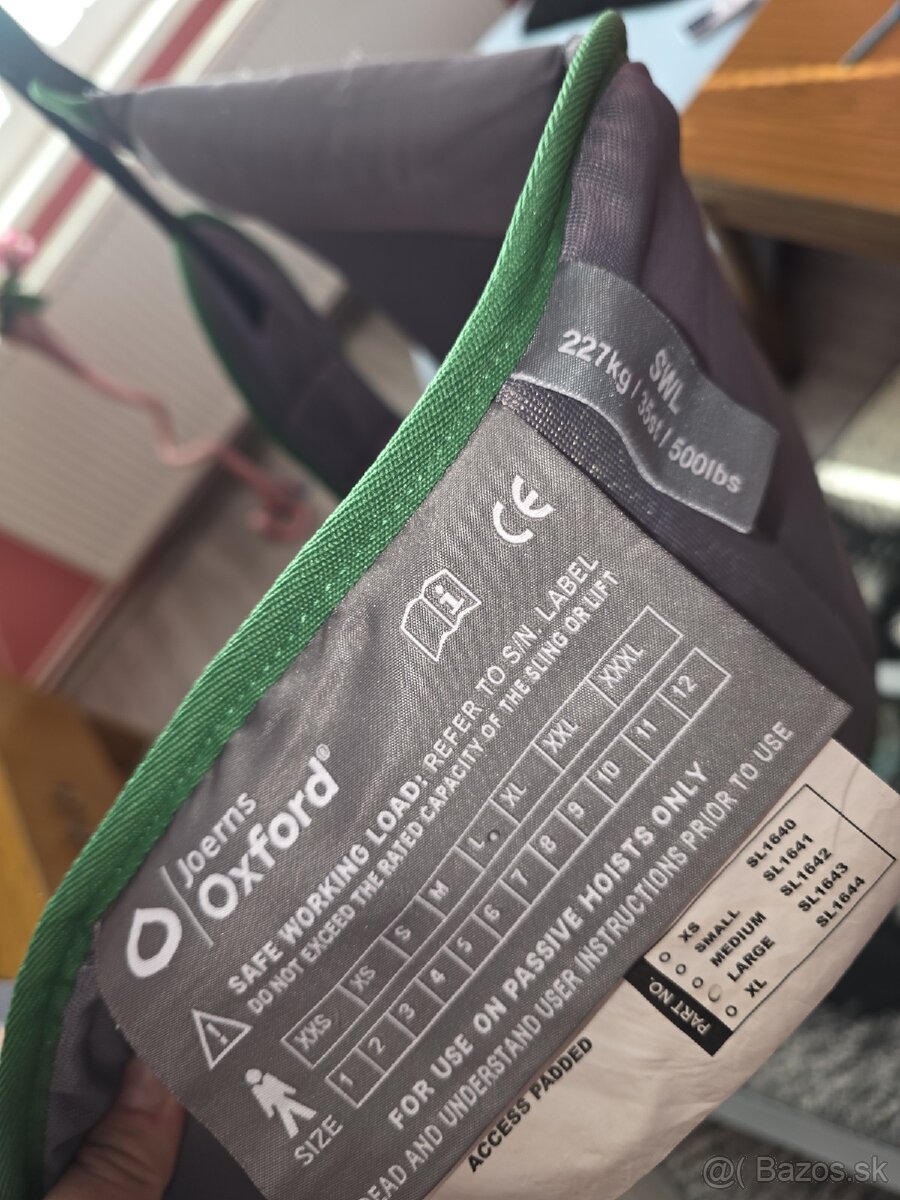 SWL
227kg / 35st / 500lbs
CE
Joerns
Oxford®
SAFE WORKING LOAD: REFER TO S/N. LABEL
DO NOT EXCEED THE RATED CAPACITY OF THE SLING OR LIFT
XXS XS S M L XL XXL XXXL
1 2 3 4 5 6 7 8 9 10 11 12
SIZE
FOR USE ON PASSIVE HOISTS ONLY
READ AND UNDERSTAND USER INSTRUCTIONS PRIOR TO USE
ACCESS PADDED
PART NO.
XS SL1640
SMALL SL1641
MEDIUM SL1642
LARGE SL1643
XL SL1644
@( Bazos.sk